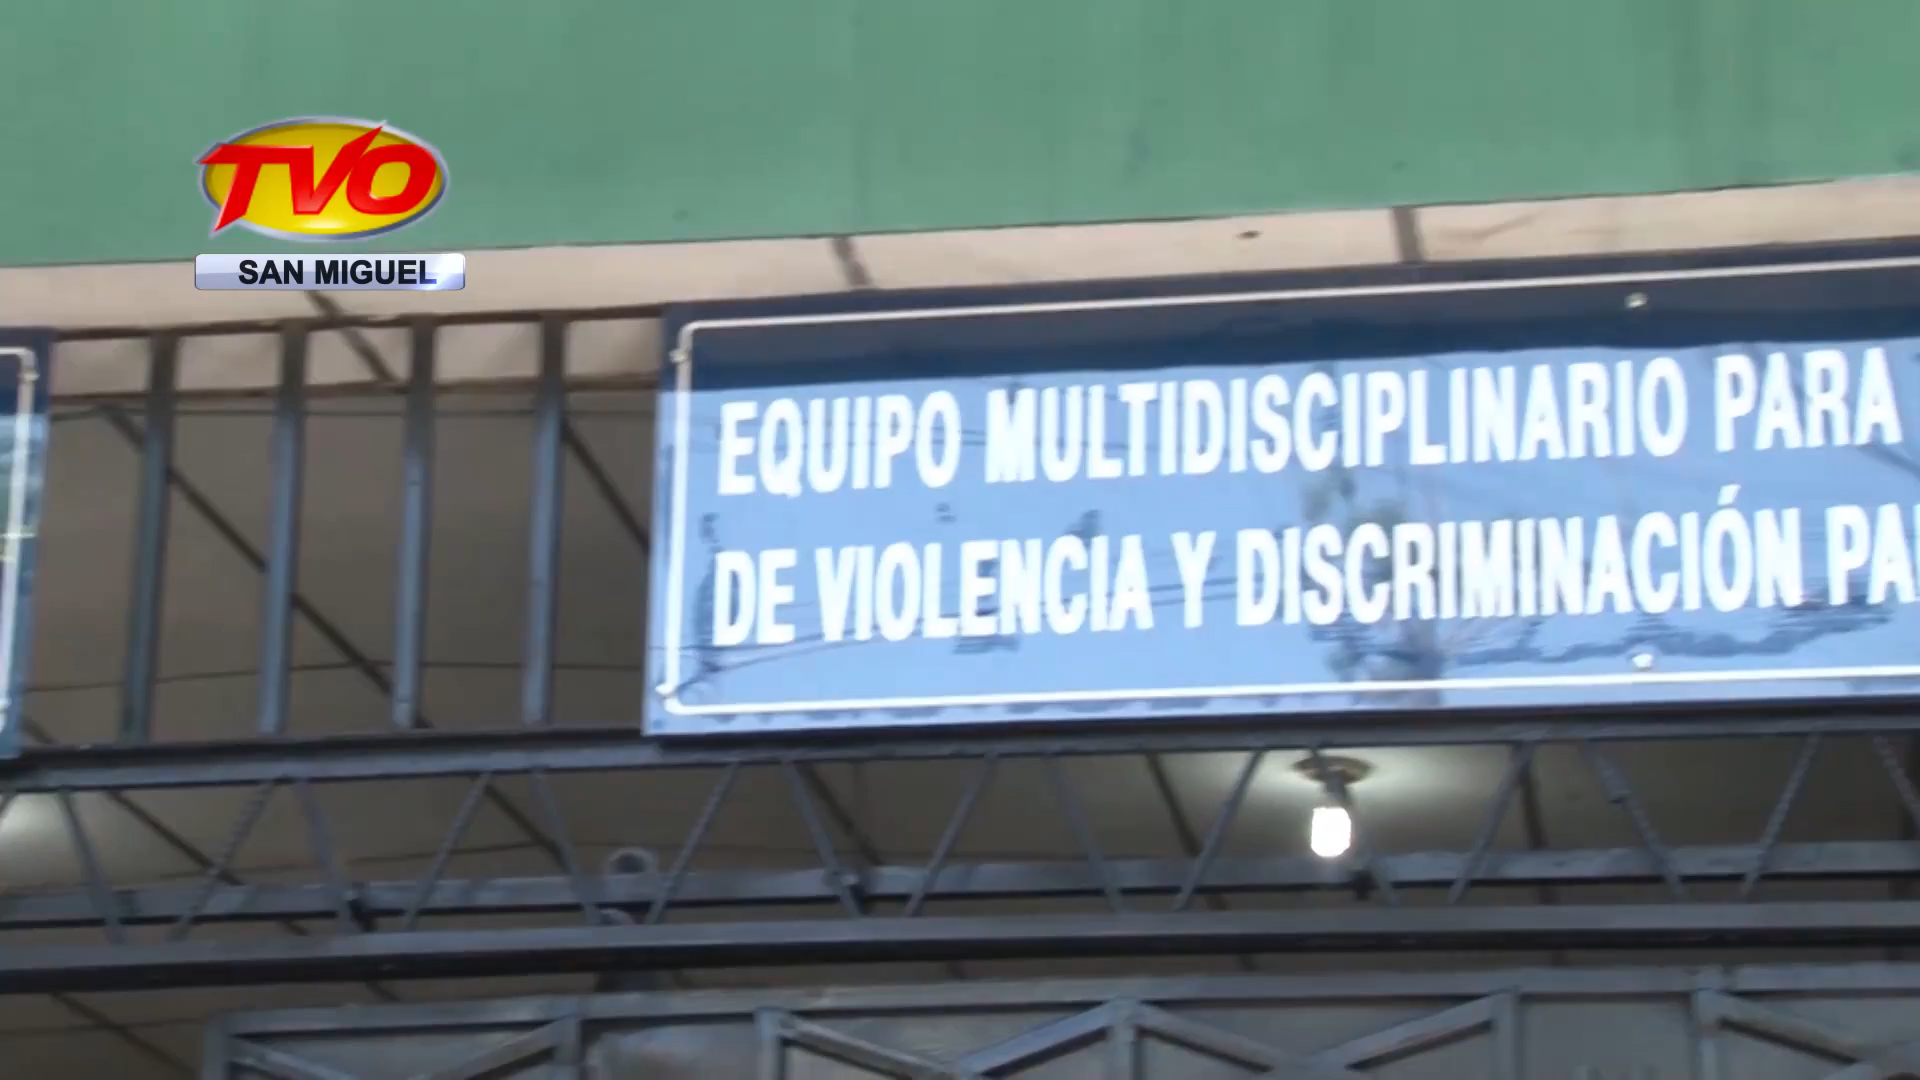 TVO
SAN MIGUEL
EQUIPO MULTIDISCIPLINARIO PARA
DE VIOLENCIA Y DISCRIMINACIÓN